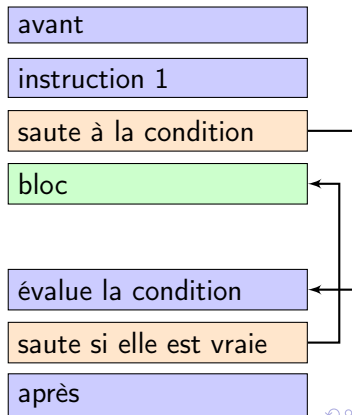 avant
instruction 1
saute à la condition
bloc
évalue la condition
saute si elle est vraie
après